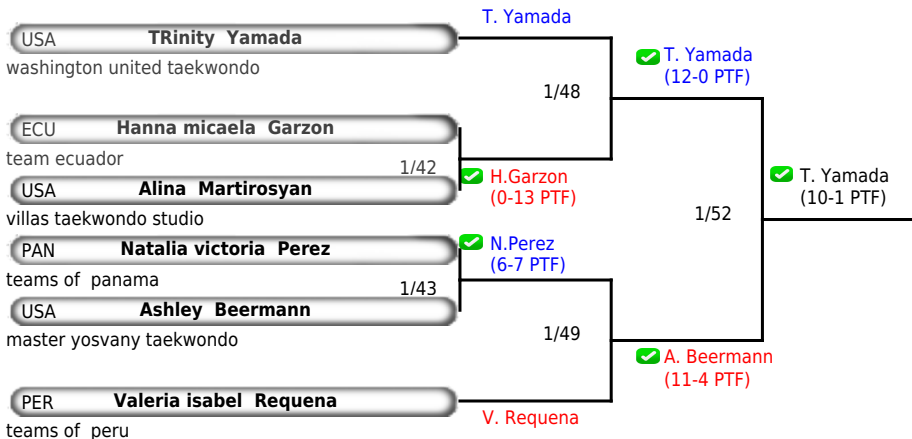 T. Yamada
USA TRinity Yamada
washington united taekwondo
T. Yamada
(12-0 PTF)
1/48
ECU Hanna micaela Garzon
team ecuador
1/42
H.Garzon
(0-13 PTF)
USA Alina Martirosyan
villas taekwondo studio
T. Yamada
(10-1 PTF)
1/52
PAN Natalia victoria Perez
teams of panama
N.Perez
(6-7 PTF)
1/43
USA Ashley Beermann
master yosvany taekwondo
1/49
A. Beermann
(11-4 PTF)
PER Valeria isabel Requena
teams of peru
V. Requena